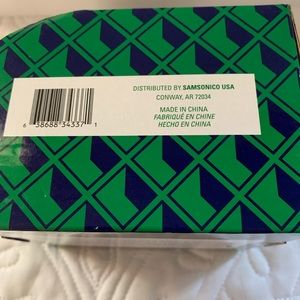 DISTRIBUTED BY SAMSONICO USA
CONWAY, AR 72034
MADE IN CHINA
FABRIQUÉ EN CHINE
HECHO EN CHINA
6 58688 34337 1